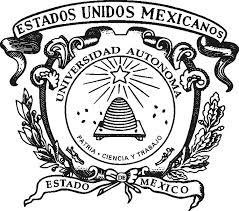 ESTADOS UNIDOS MEXICANOS
UNIVERSIDAD AUTONOMA
PATRIA • CIENCIA Y TRABAJO
ESTADO DE MEXICO